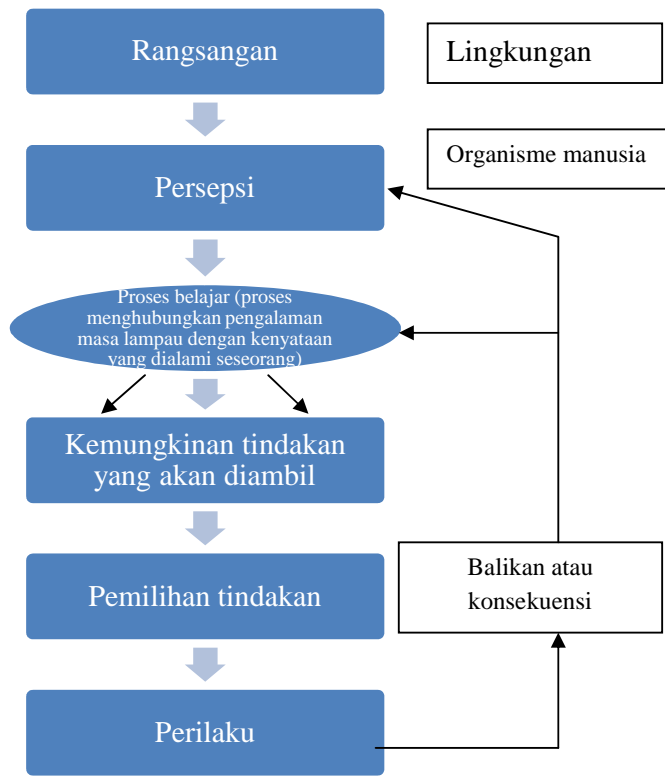 Rangsangan
Lingkungan
Organisme manusia
Persepsi
Proses belajar (proses
menghubungkan pengalaman
masa lampau dengan kenyataan
yang dialami seseorang)
Kemungkinan tindakan
yang akan diambil
Pemilihan tindakan
Balikan atau
konsekuensi
Perilaku